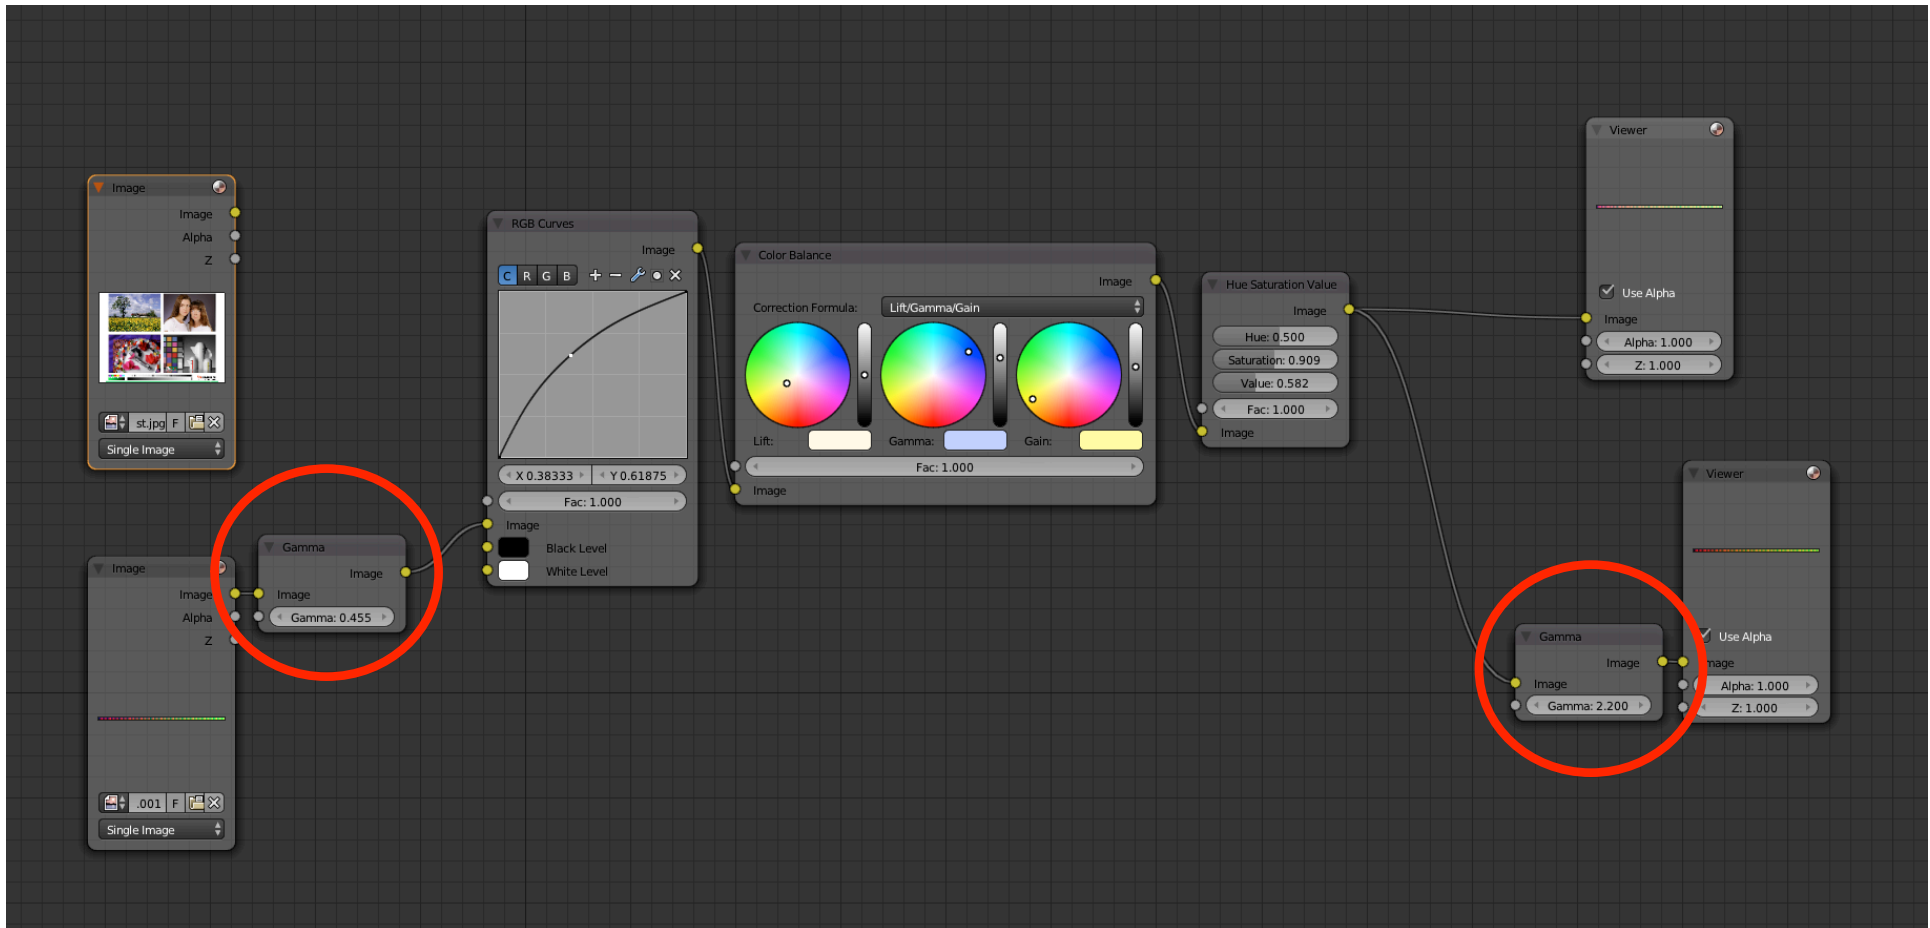 Image
Image
Alpha
Z
st.jpg F
Single Image
Image
Image
Alpha
Z
.001 F
Single Image
Gamma
Image
Image
Gamma: 0.455
RGB Curves
Image
C R G B
X 0.38333 Y 0.61875
Fac: 1.000
Image
Black Level
White Level
Color Balance
Image
Correction Formula: Lift/Gamma/Gain
Lift: Gamma: Gain:
Fac: 1.000
Image
Hue Saturation Value
Image
Hue: 0.500
Saturation: 0.909
Value: 0.582
Fac: 1.000
Image
Viewer
Use Alpha
Image
Alpha: 1.000
Z: 1.000
Gamma
Image
Image
Gamma: 2.200
Viewer
Use Alpha
mage
Alpha: 1.000
Z: 1.000